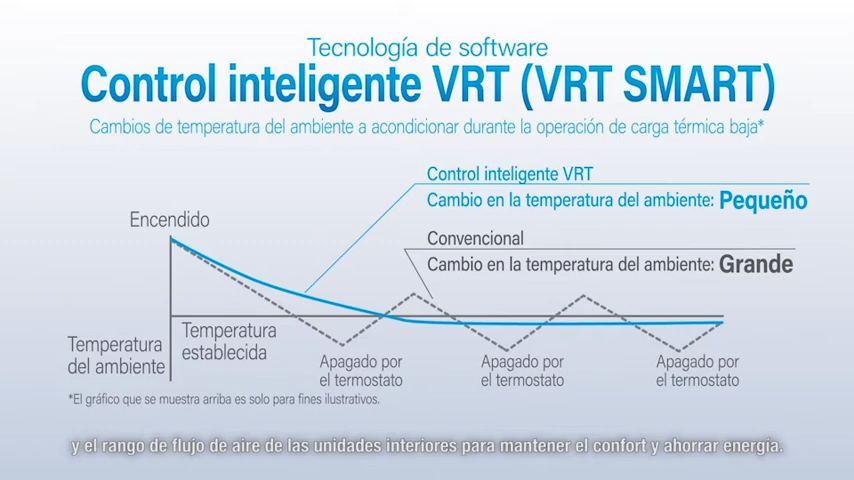 Tecnología de software
Control inteligente VRT (VRT SMART)
Cambios de temperatura del ambiente a acondicionar durante la operación de carga térmica baja*
Control inteligente VRT
Cambio en la temperatura del ambiente: Pequeño
Encendido
Convencional
Cambio en la temperatura del ambiente: Grande
Temperatura
del ambiente
Temperatura
establecida
Apagado por
el termostato
Apagado por
el termostato
Apagado por
el termostato
*El gráfico que se muestra arriba es solo para fines ilustrativos.
y el rango de flujo de aire de las unidades interiores para mantener el confort y ahorrar energía.